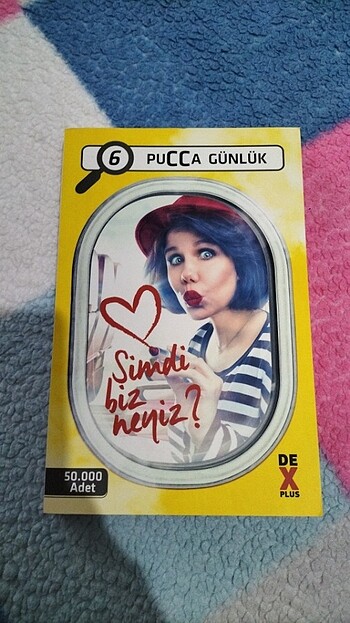 6 PUCCA GÜNLÜK
Şimdi
biz
neyiz?
50.000
Adet
DE
X
PLUS